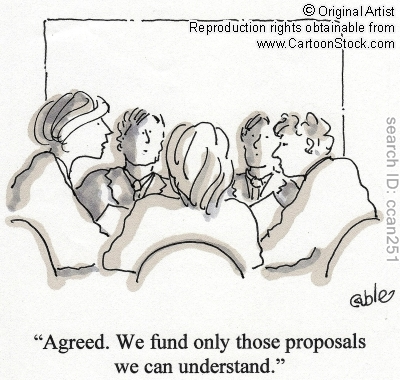 © Original Artist
Reproduction rights obtainable from
www.CartoonStock.com
search ID: ccan251
Cable
“Agreed. We fund only those proposals
we can understand.”